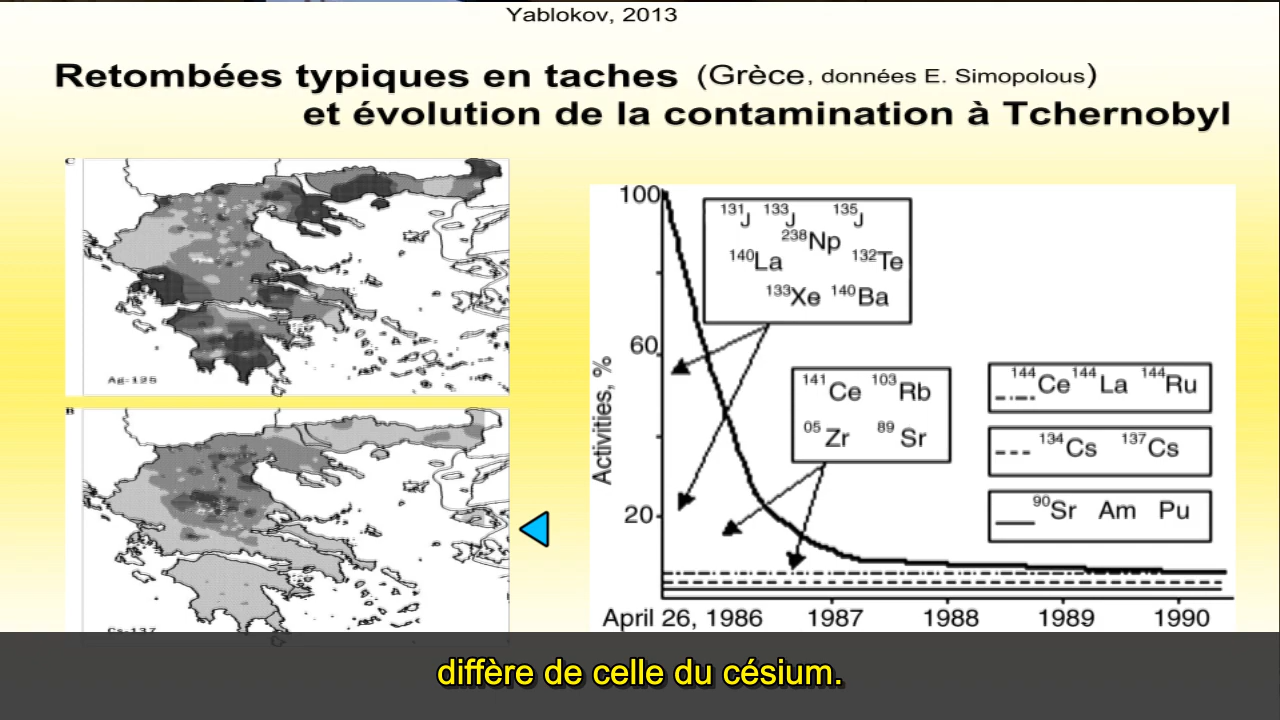 Yablokov, 2013
Retombées typiques en taches (Grèce, données E. Simopolous)
et évolution de la contamination à Tchernobyl
C
Ag-125
B
Cs-137
100
60
20
Activities, %
131J 133J 135J
238Np
140La 132Te
133Xe 140Ba
141Ce 103Rb
05Zr 89Sr
144Ce 144La 144Ru
134Cs 137Cs
90Sr Am Pu
April 26, 1986 1987 1988 1989 1990
diffère de celle du césium.